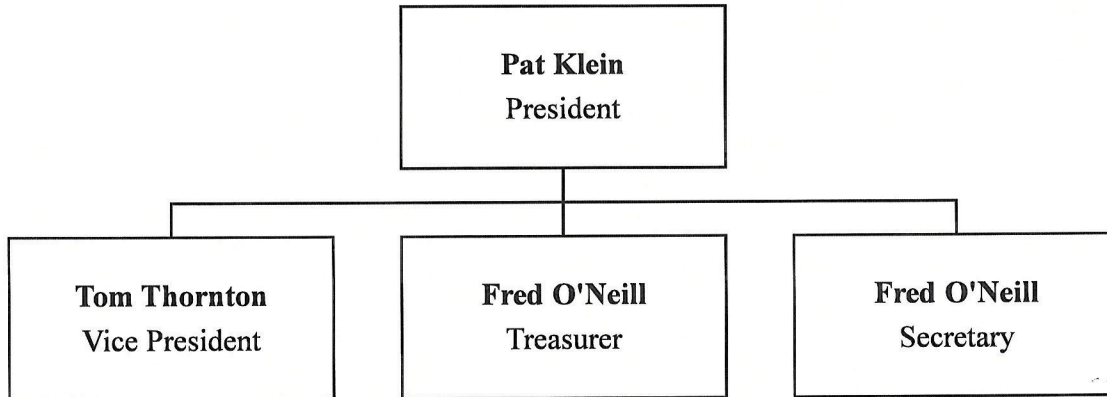 Pat Klein
President
Tom Thornton
Vice President
Fred O'Neill
Treasurer
Fred O'Neill
Secretary